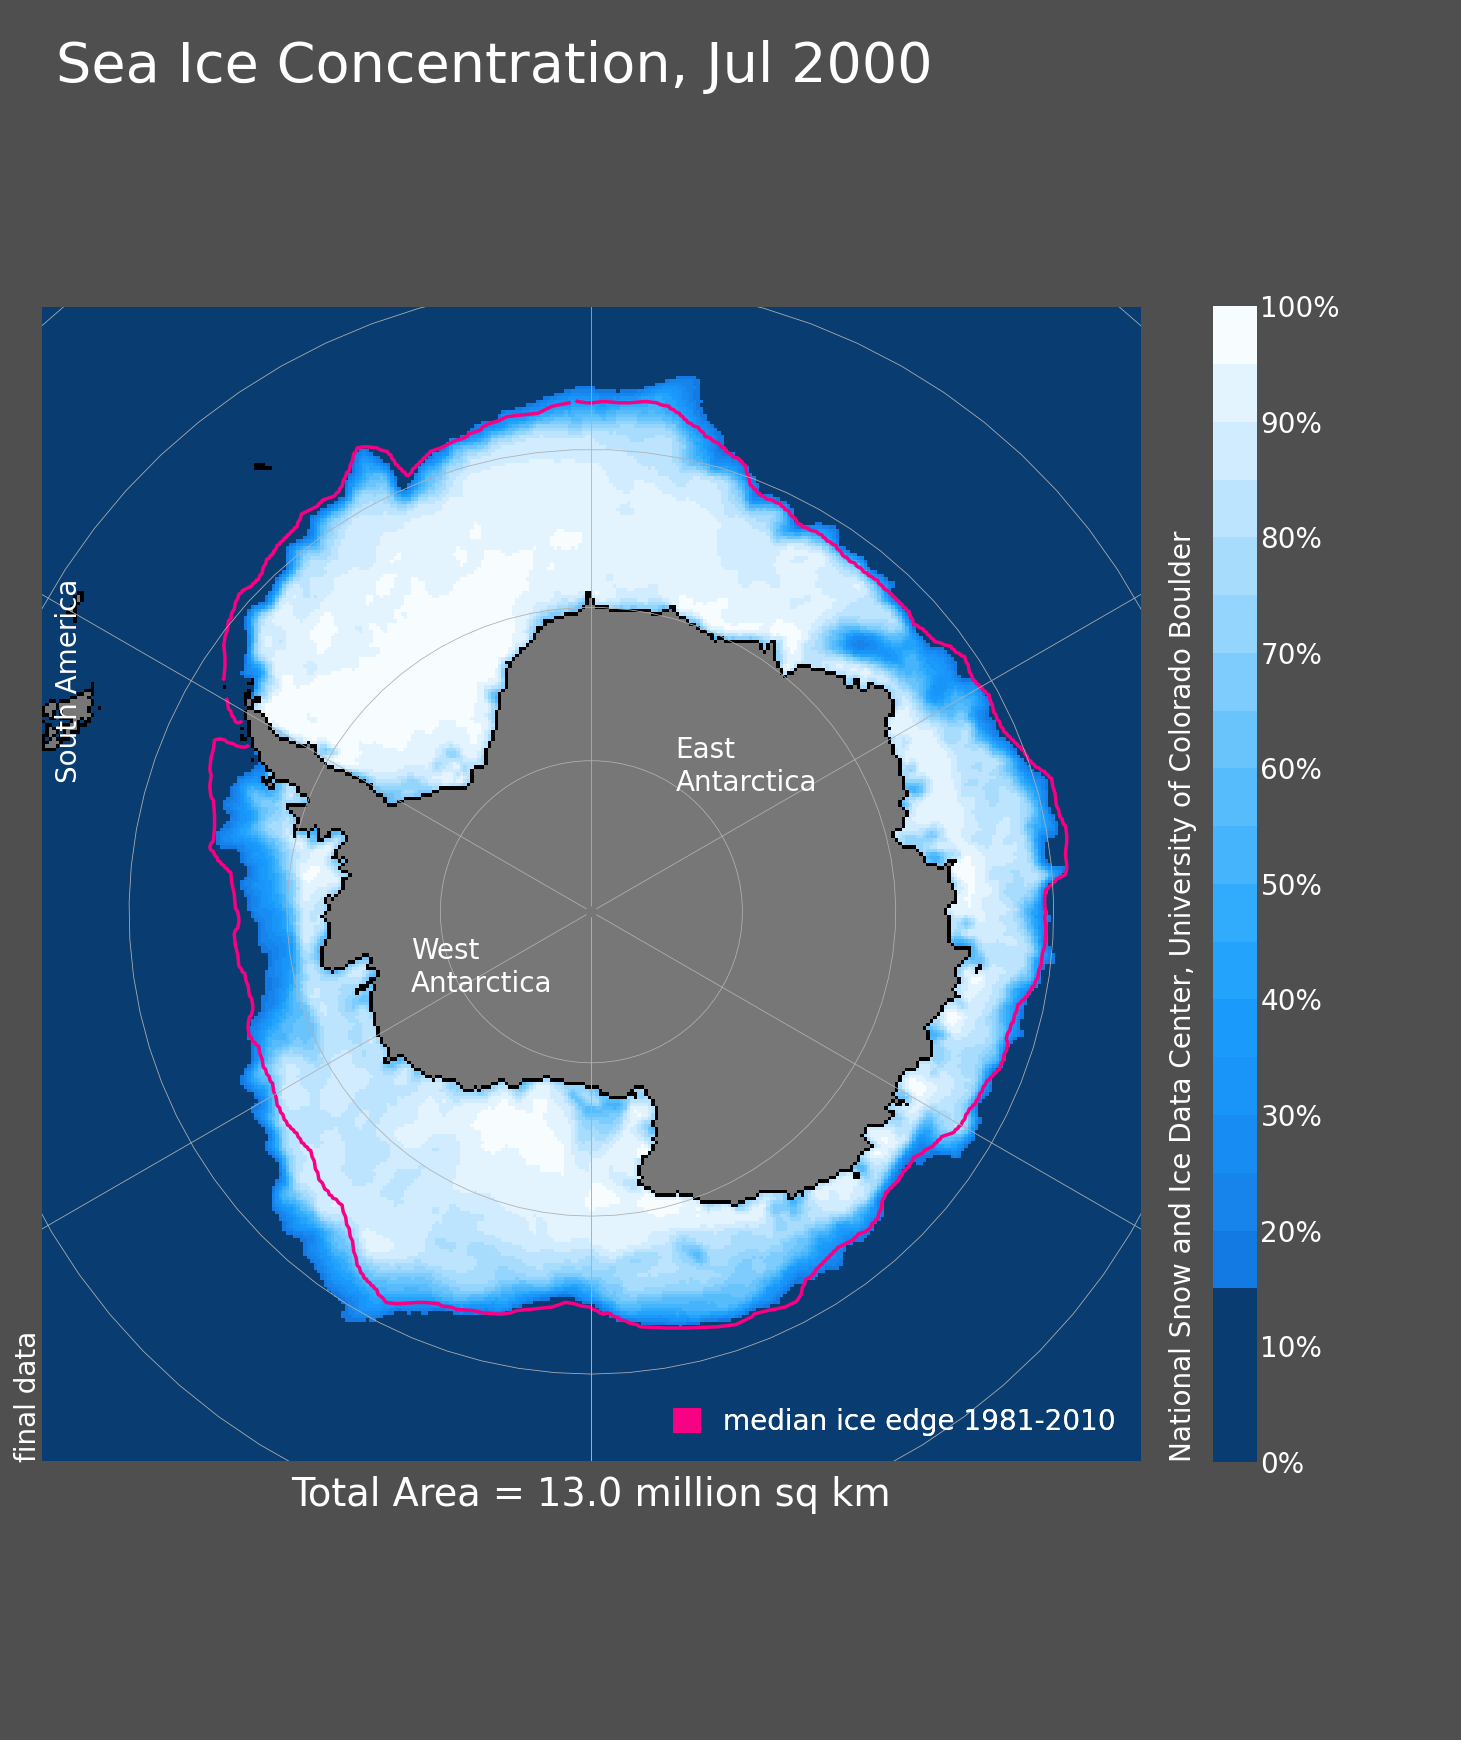 Sea Ice Concentration, Jul 2000
South America
East
Antarctica
West
Antarctica
median ice edge 1981-2010
final data
Total Area = 13.0 million sq km
National Snow and Ice Data Center, University of Colorado Boulder
100%
90%
80%
70%
60%
50%
40%
30%
20%
10%
0%